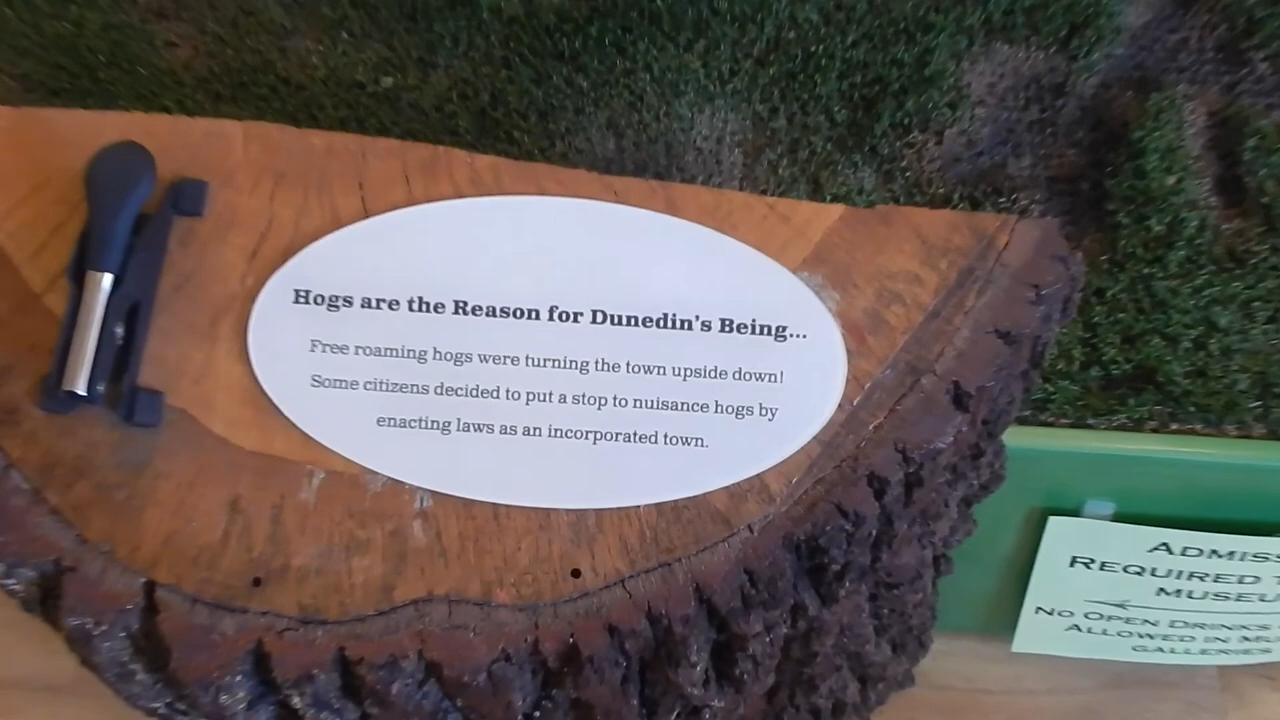 Hogs are the Reason for Dunedin's Being...
Free roaming hogs were turning the town upside down!
Some citizens decided to put a stop to nuisance hogs by
enacting laws as an incorporated town.
REQUIRED
NO OPEN DRINKS
ALLOWED IN
GALLERIES